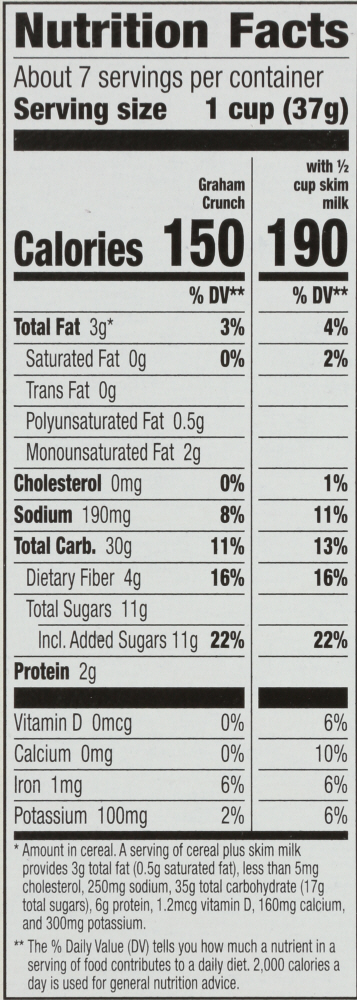 Nutrition Facts
About 7 servings per container
Serving size 1 cup (37g)
Graham Crunch
with ½ cup skim milk
Calories 150 190
% DV** % DV**
Total Fat 3g* 3% 4%
Saturated Fat 0g 0% 2%
Trans Fat 0g
Polyunsaturated Fat 0.5g
Monounsaturated Fat 2g
Cholesterol 0mg 0% 1%
Sodium 190mg 8% 11%
Total Carb. 30g 11% 13%
Dietary Fiber 4g 16% 16%
Total Sugars 11g
Incl. Added Sugars 11g 22% 22%
Protein 2g
Vitamin D 0mcg 0% 6%
Calcium 0mg 0% 10%
Iron 1mg 6% 6%
Potassium 100mg 2% 6%
* Amount in cereal. A serving of cereal plus skim milk
provides 3g total fat (0.5g saturated fat), less than 5mg
cholesterol, 250mg sodium, 35g total carbohydrate (17g
total sugars), 6g protein, 1.2mcg vitamin D, 160mg calcium,
and 300mg potassium.
** The % Daily Value (DV) tells you how much a nutrient in a
serving of food contributes to a daily diet. 2,000 calories a
day is used for general nutrition advice.